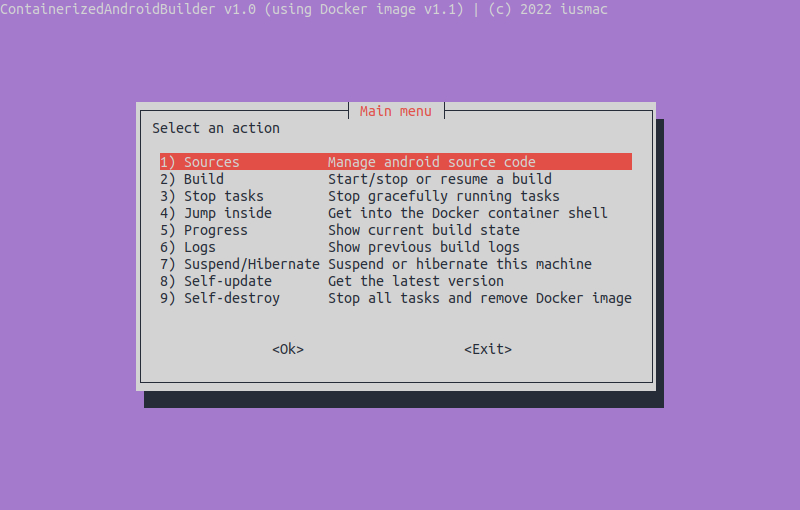 ContainerizedAndroidBuilder v1.0 (using Docker image v1.1) | (c) 2022 iusmac
Main menu
Select an action
1) Sources Manage android source code
2) Build Start/stop or resume a build
3) Stop tasks Stop gracefully running tasks
4) Jump inside Get into the Docker container shell
5) Progress Show current build state
6) Logs Show previous build logs
7) Suspend/Hibernate Suspend or hibernate this machine
8) Self-update Get the latest version
9) Self-destroy Stop all tasks and remove Docker image
<Ok> <Exit>